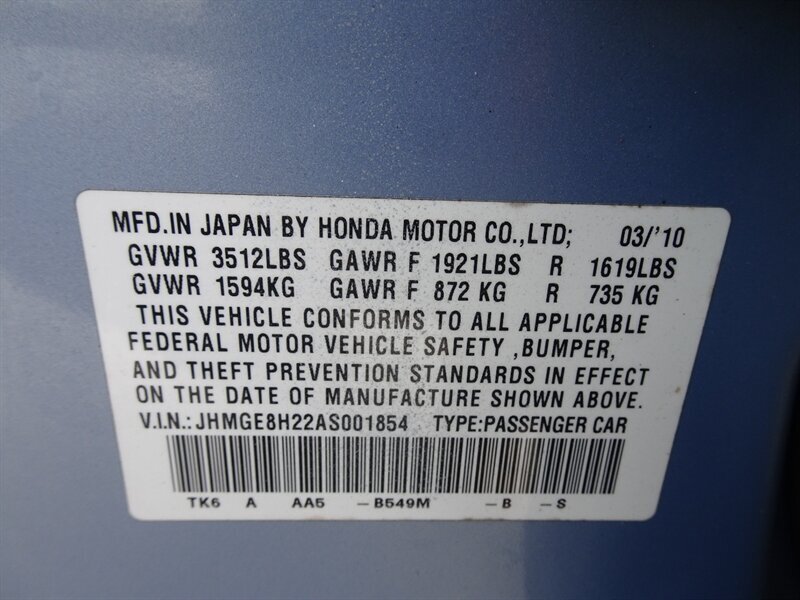 MFD.IN JAPAN BY HONDA MOTOR CO.,LTD; 03/'10
GVWR 3512LBS GAWR F 1921LBS R 1619LBS
GVWR 1594KG GAWR F 872 KG R 735 KG
THIS VEHICLE CONFORMS TO ALL APPLICABLE
FEDERAL MOTOR VEHICLE SAFETY ,BUMPER,
AND THEFT PREVENTION STANDARDS IN EFFECT
ON THE DATE OF MANUFACTURE SHOWN ABOVE.
V.I.N.: JHMGE8H22AS001854 TYPE:PASSENGER CAR
TK6 A AA5 -B549M -B -S